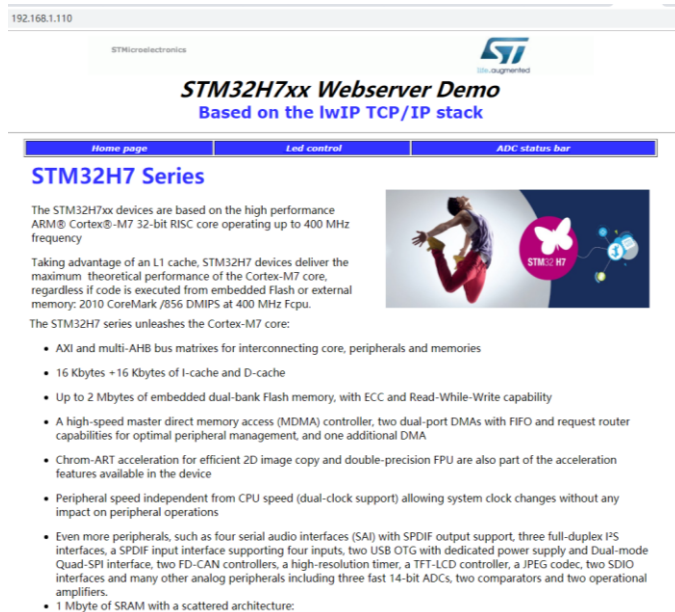 192.168.1.110
STMicroelectronics
life.augmented
STM32H7xx Webserver Demo
Based on the lwIP TCP/IP stack
Home page Led control ADC status bar
STM32H7 Series
The STM32H7xx devices are based on the high performance
ARM® Cortex®-M7 32-bit RISC core operating up to 400 MHz
frequency
Taking advantage of an L1 cache, STM32H7 devices deliver the
maximum theoretical performance of the Cortex-M7 core,
regardless if code is executed from embedded Flash or external
memory: 2010 CoreMark /856 DMIPS at 400 MHz Fcpu.
STM32 H7
The STM32H7 series unleashes the Cortex-M7 core:
• AXI and multi-AHB bus matrixes for interconnecting core, peripherals and memories
• 16 Kbytes +16 Kbytes of I-cache and D-cache
• Up to 2 Mbytes of embedded dual-bank Flash memory, with ECC and Read-While-Write capability
• A high-speed master direct memory access (MDMA) controller, two dual-port DMAs with FIFO and request router
capabilities for optimal peripheral management, and one additional DMA
• Chrom-ART acceleration for efficient 2D image copy and double-precision FPU are also part of the acceleration
features available in the device
• Peripheral speed independent from CPU speed (dual-clock support) allowing system clock changes without any
impact on peripheral operations
• Even more peripherals, such as four serial audio interfaces (SAI) with SPDIF output support, three full-duplex I²S
interfaces, a SPDIF input interface supporting four inputs, two USB OTG with dedicated power supply and Dual-mode
Quad-SPI interface, two FD-CAN controllers, a high-resolution timer, a TFT-LCD controller, a JPEG codec, two SDIO
interfaces and many other analog peripherals including three fast 14-bit ADCs, two comparators and two operational
amplifiers.
• 1 Mbyte of SRAM with a scattered architecture: